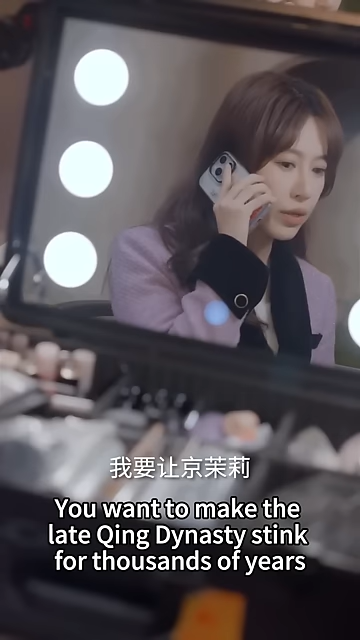 我要让京茉莉
You want to make the
late Qing Dynasty stink
for thousands of years